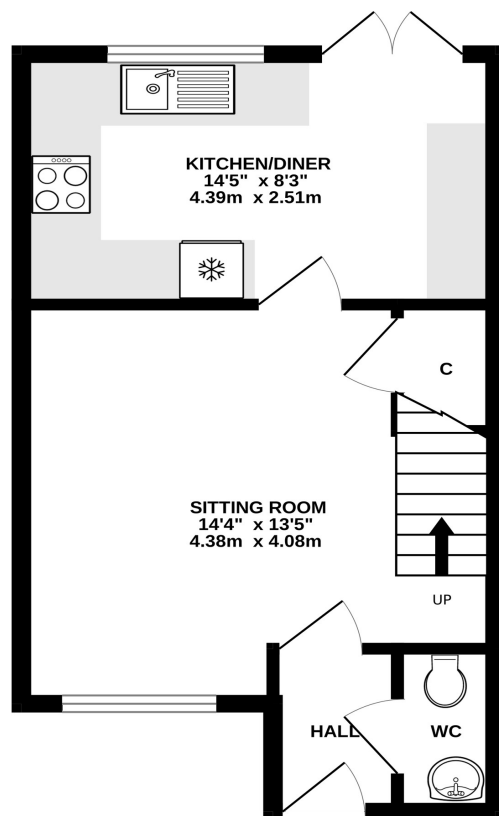 KITCHEN/DINER
14'5" x 8'3"
4.39m x 2.51m
C
SITTING ROOM
14'4" x 13'5"
4.38m x 4.08m
UP
HALL
WC